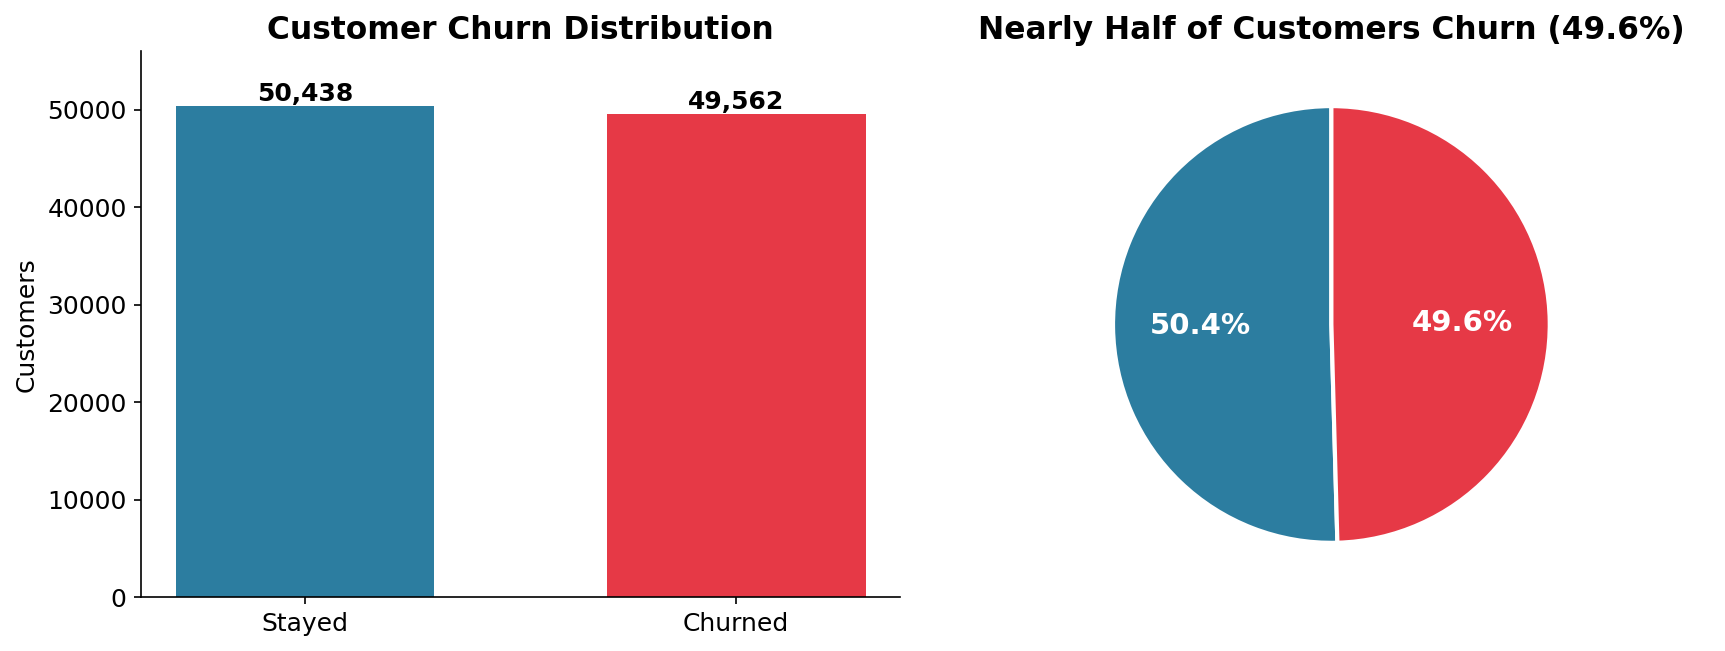 Customer Churn Distribution
50,438
49,562
50000
40000
30000
20000
10000
0
Customers
Stayed
Churned
Nearly Half of Customers Churn (49.6%)
50.4%
49.6%